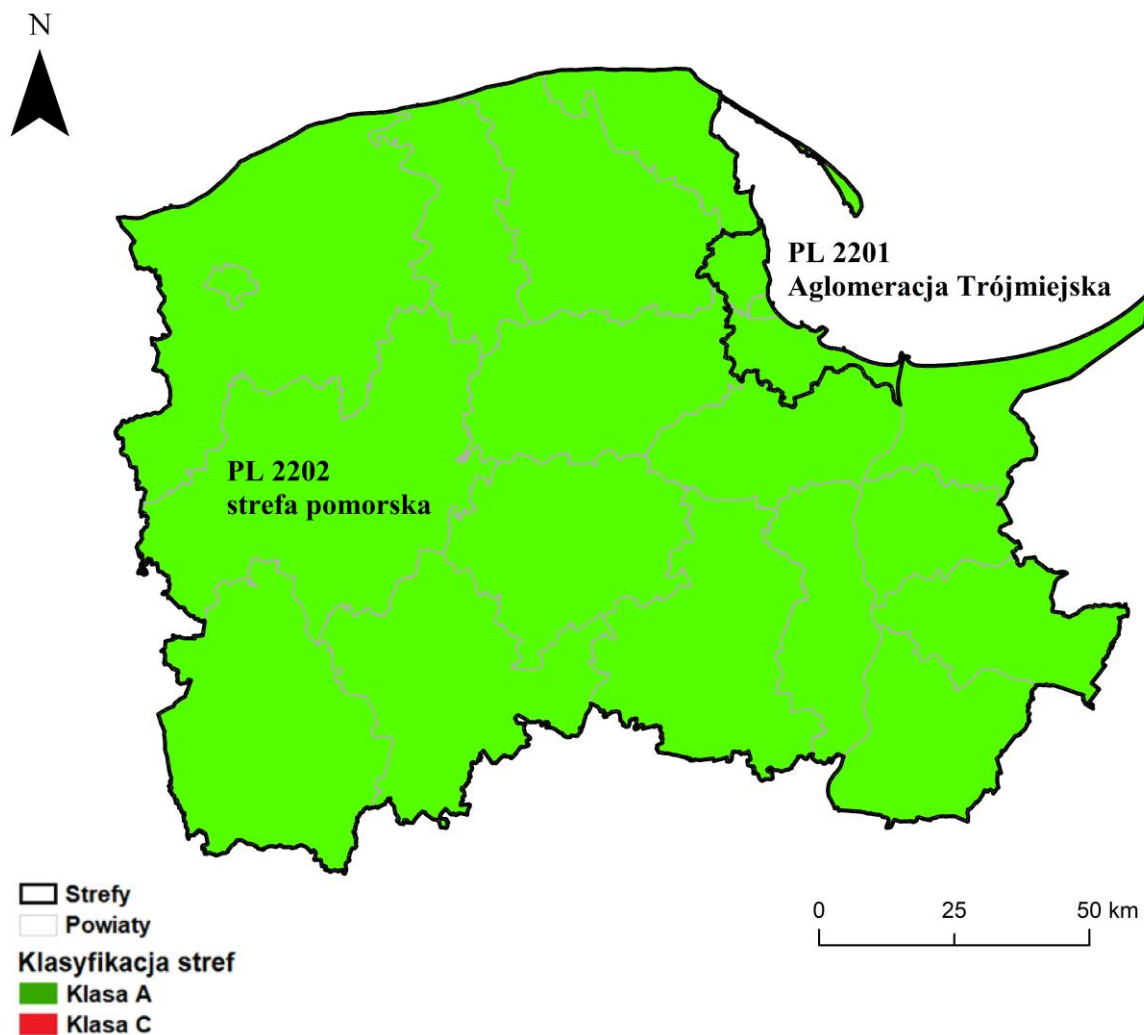 N
PL 2201
Aglomeracja Trójmiejska
PL 2202
strefa pomorska
Strefy
Powiaty
Klasyfikacja stref
Klasa A
Klasa C
0 25 50 km